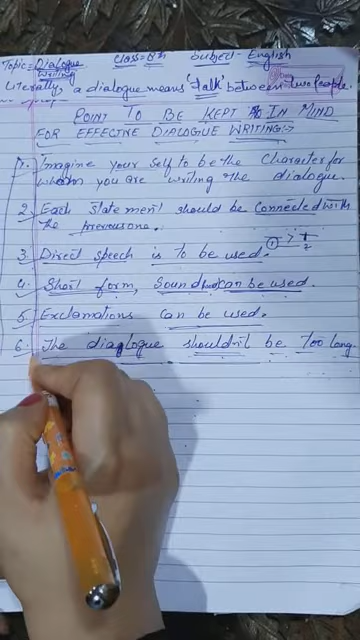 Topic:- Dialogue Writing Class = 8th Subject - English
Literally, a dialogue means 'talk' between two people.
POINT TO BE KEPT IN MIND
FOR EFFECTIVE DIALOGUE WRITING:-
1. Imagine your self to be the character for
whom you are writing the dialogue.
2. Each statement should be connected with
the previous one.
3. Direct speech is to be used.
4. Short form, Sound can be used.
5. Exclamations can be used.
6. The dialogue shouldn't be too long.